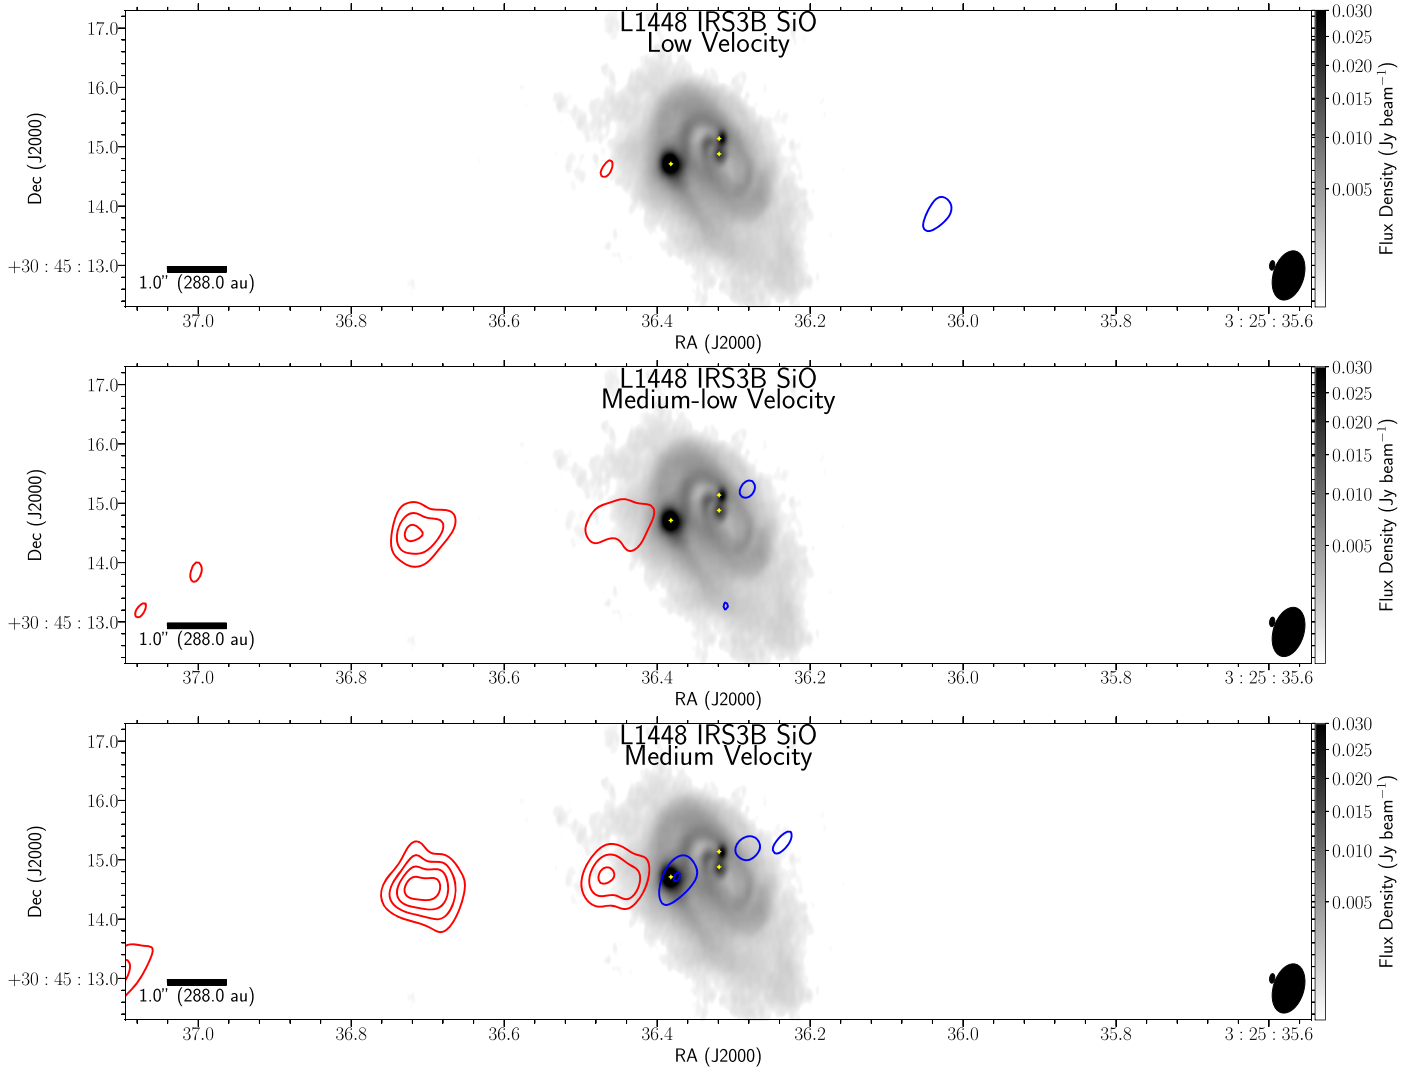 L1448 IRS3B SiO
Low Velocity
17.0
16.0
15.0
14.0
+30 : 45 : 13.0
Dec (J2000)
1.0" (288.0 au)
37.0
36.8
36.6
36.4
36.2
36.0
35.8
3 : 25 : 35.6
RA (J2000)
0.030
0.025
0.020
0.015
0.010
0.005
Flux Density (Jy beam−1)
L1448 IRS3B SiO
Medium-low Velocity
17.0
16.0
15.0
14.0
+30 : 45 : 13.0
Dec (J2000)
1.0" (288.0 au)
37.0
36.8
36.6
36.4
36.2
36.0
35.8
3 : 25 : 35.6
RA (J2000)
0.030
0.025
0.020
0.015
0.010
0.005
Flux Density (Jy beam−1)
L1448 IRS3B SiO
Medium Velocity
17.0
16.0
15.0
14.0
+30 : 45 : 13.0
Dec (J2000)
1.0" (288.0 au)
37.0
36.8
36.6
36.4
36.2
36.0
35.8
3 : 25 : 35.6
RA (J2000)
0.030
0.025
0.020
0.015
0.010
0.005
Flux Density (Jy beam−1)